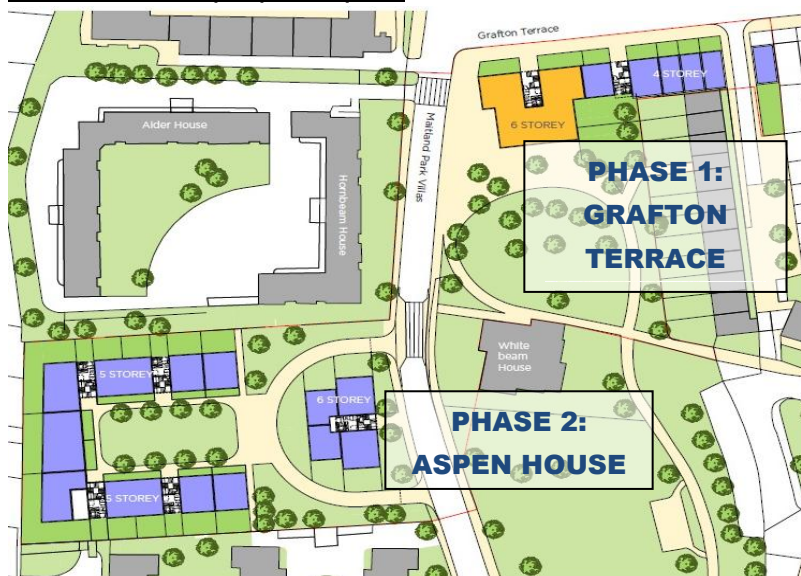 Grafton Terrace
4 STOREY
6 STOREY
Alder House
Maitland Park Villas
Hornbeam House
PHASE 1:
GRAFTON
TERRACE
White
beam
House
5 STOREY
6 STOREY
PHASE 2:
ASPEN HOUSE
5 STOREY